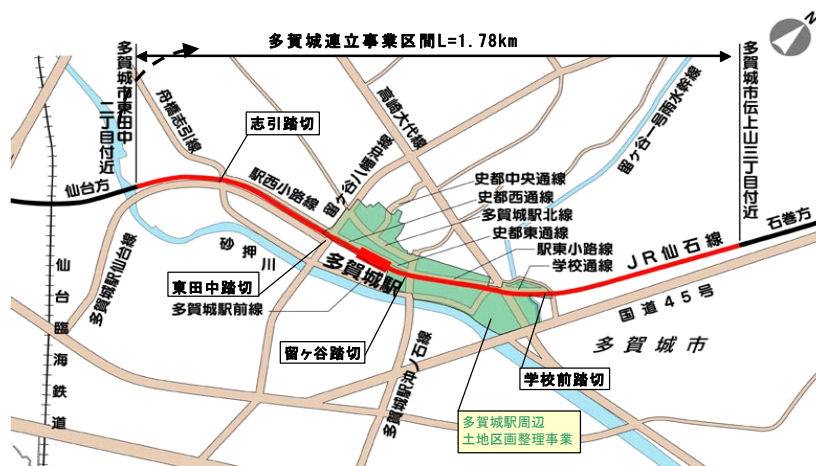 多賀城連立事業区間L=1.78km
N
多賀城市東田中
二丁目付近
多賀城市伝上山三丁目付近
舟橋志引線
志引踏切
高崎大代線
留ヶ谷一号雨水幹線
留ヶ谷八幡沖線
駅西小路線
史都中央通線
史都西通線
多賀城駅北線
史都東通線
駅東小路線
学校通線
仙台方
石巻方
JR仙石線
国道45号
多賀城市
砂押川
多賀城駅
多賀城駅仙台線
東田中踏切
多賀城駅前線
留ヶ谷踏切
学校前踏切
多賀城駅沖ノ石線
仙台臨海鉄道
多賀城駅周辺
土地区画整理事業